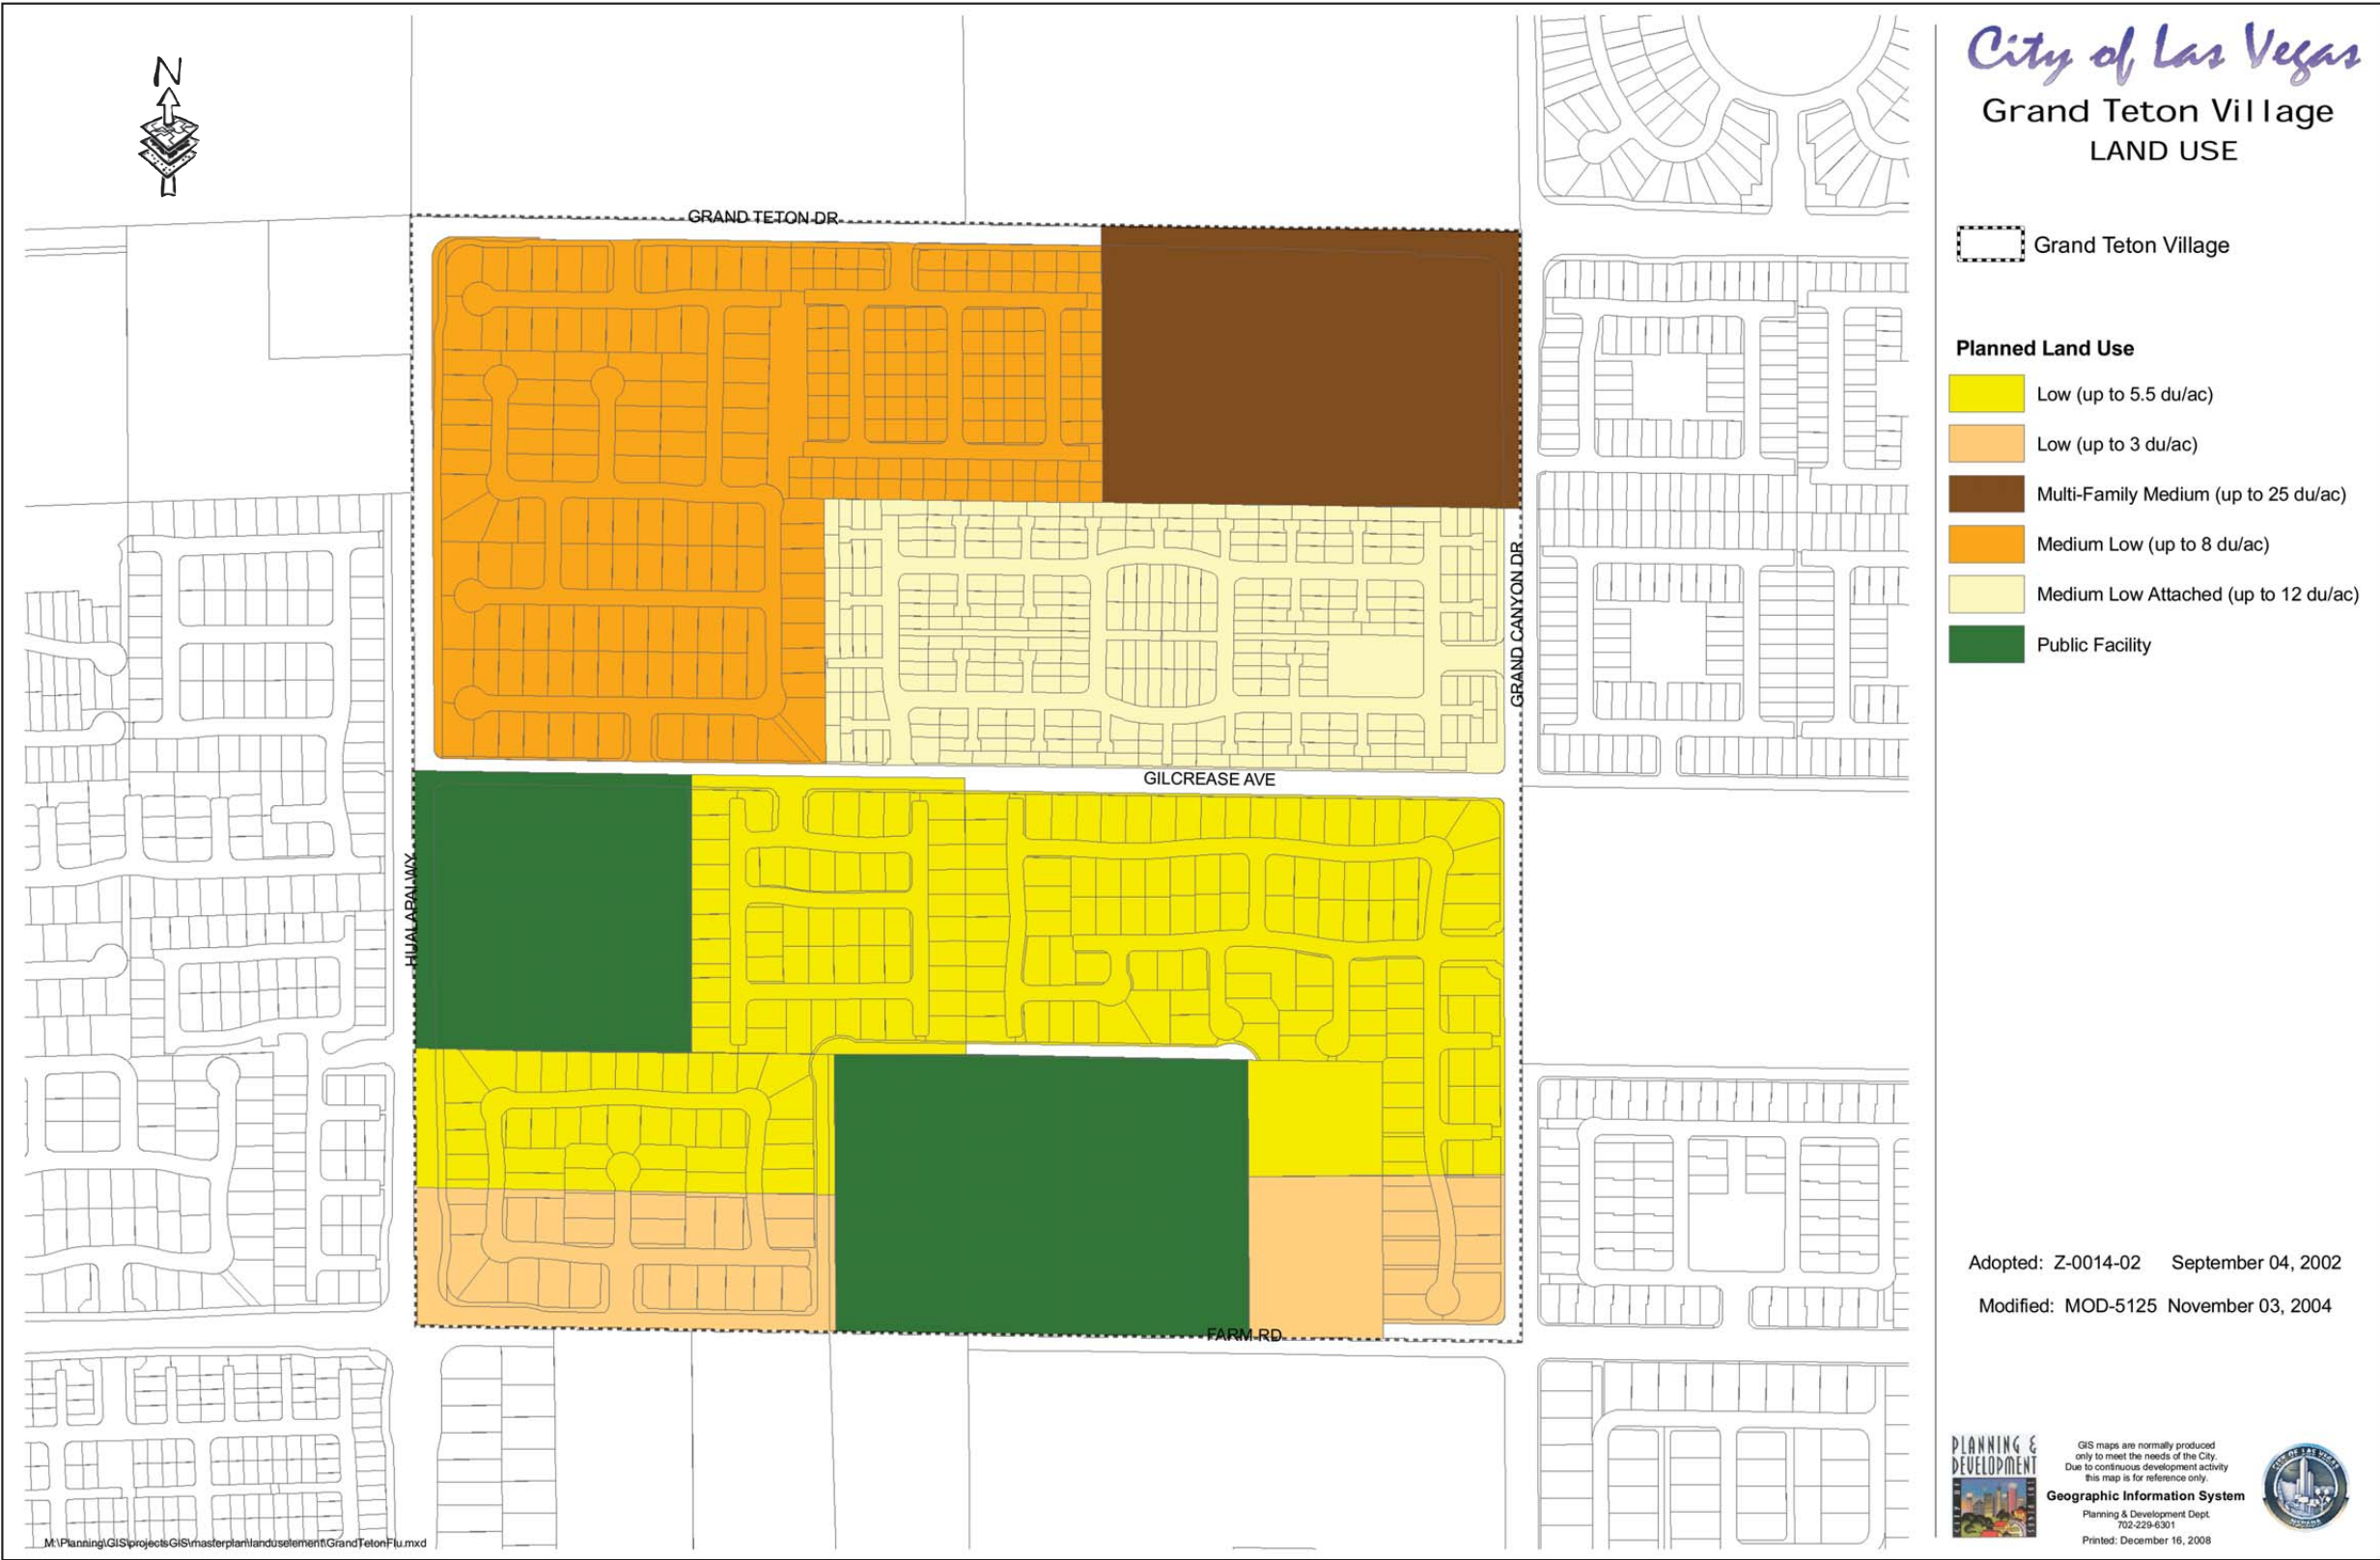 N
City of Las Vegas
Grand Teton Village
LAND USE
Grand Teton Village
Planned Land Use
Low (up to 5.5 du/ac)
Low (up to 3 du/ac)
Multi-Family Medium (up to 25 du/ac)
Medium Low (up to 8 du/ac)
Medium Low Attached (up to 12 du/ac)
Public Facility
GRAND TETON DR
GRAND CANYON DR
GILCREASE AVE
HUALAPAI WY
FARM RD
Adopted: Z-0014-02 September 04, 2002
Modified: MOD-5125 November 03, 2004
PLANNING &
DEVELOPMENT
GIS maps are normally produced
only to meet the needs of the City.
Due to continuous development activity
this map is for reference only.
Geographic Information System
Planning & Development Dept.
702-229-6301
Printed: December 16, 2008
M:\Planning\GIS\projectsGIS\masterplan\landuselement\GrandTetonFlu.mxd